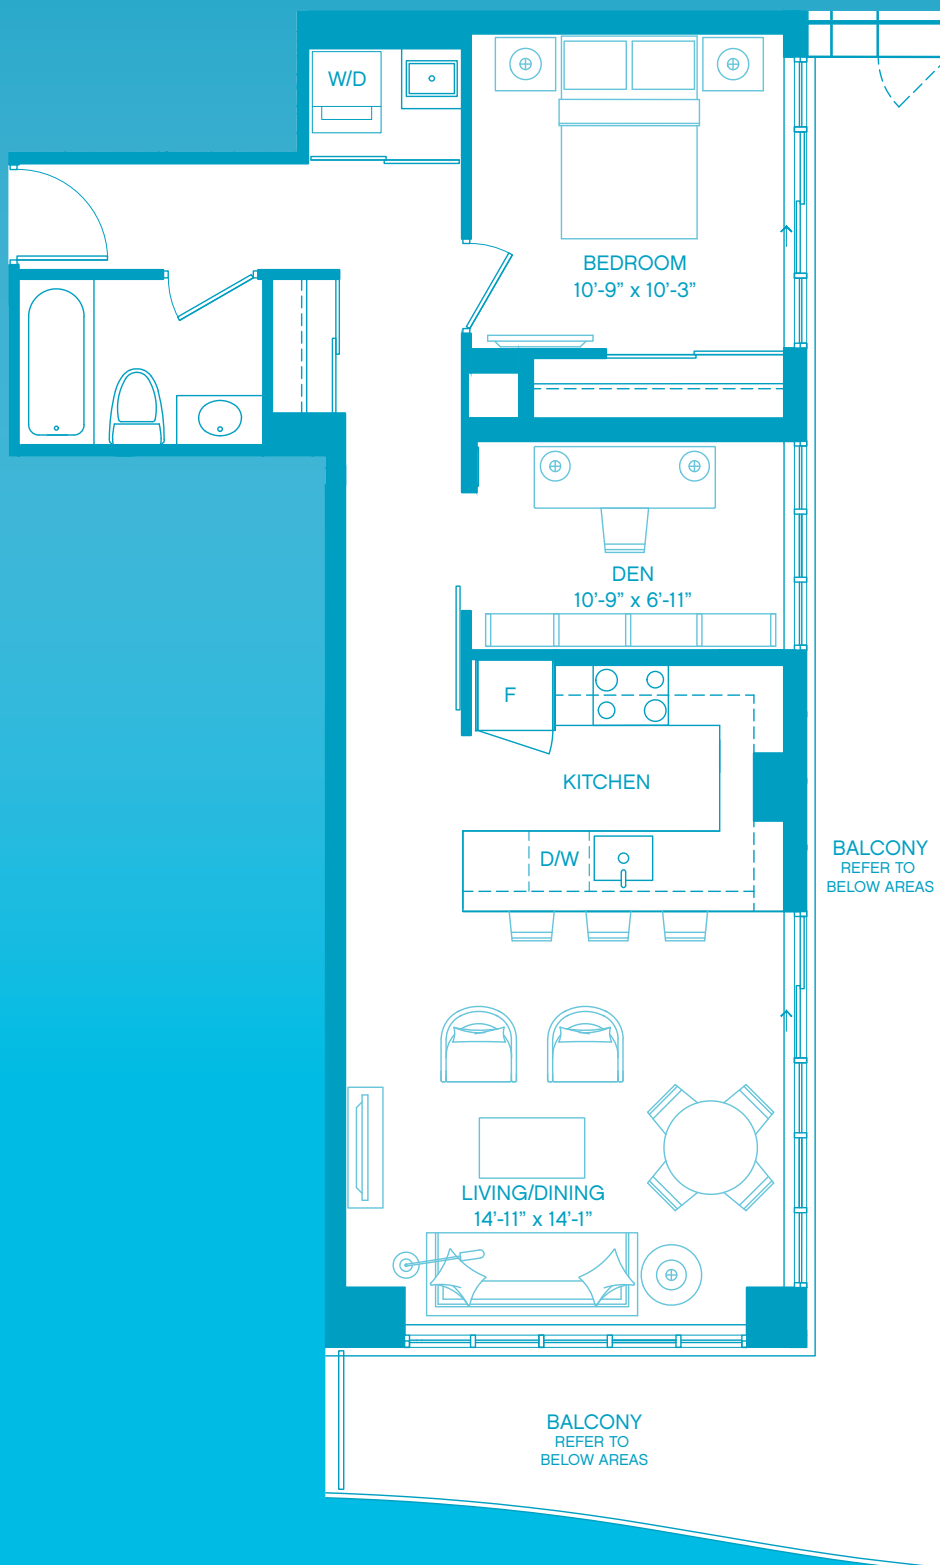 W/D
BEDROOM
10'-9" x 10'-3"
DEN
10'-9" x 6'-11"
F
KITCHEN
D/W
BALCONY
REFER TO
BELOW AREAS
LIVING/DINING
14'-11" x 14'-1"
BALCONY
REFER TO
BELOW AREAS